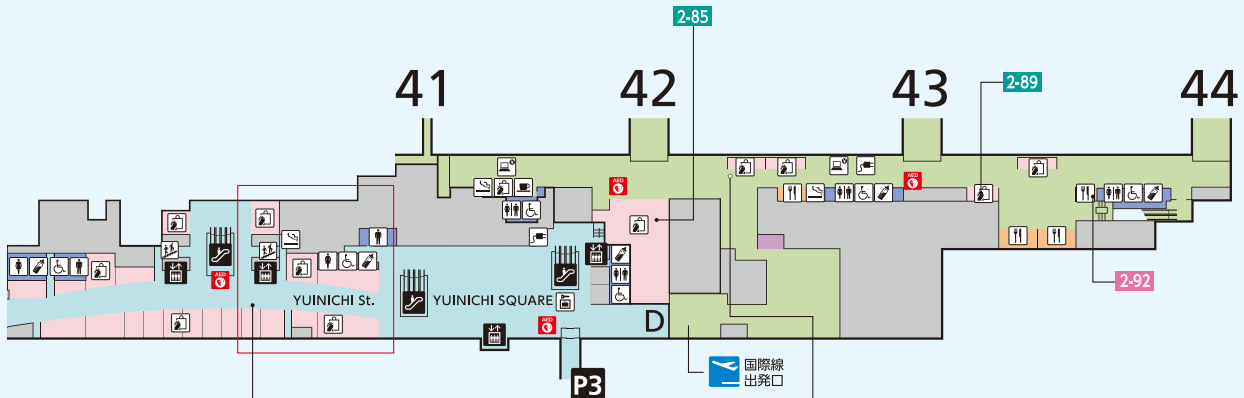 2-85
41
42
43
2-89
44
AED
AED
AED
2-92
YUINICHI St.
YUINICHI SQUARE
AED
D
国際線
出発口
P3